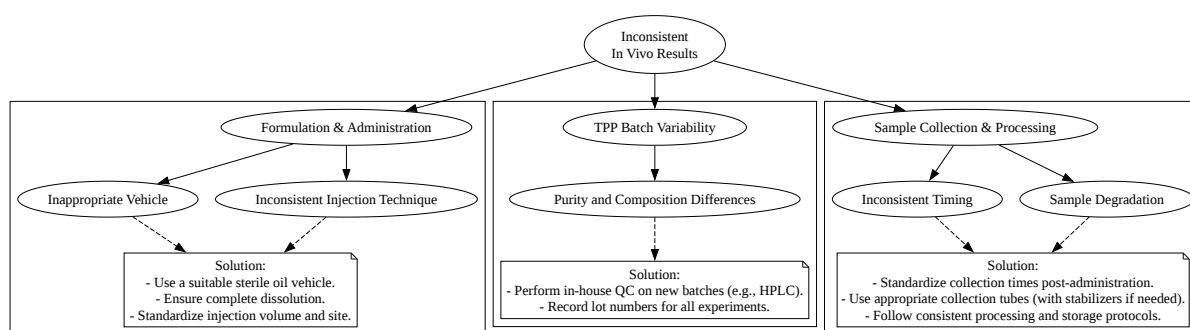 Inconsistent
In Vivo Results
Formulation & Administration
TPP Batch Variability
Sample Collection & Processing
Inappropriate Vehicle
Inconsistent Injection Technique
Purity and Composition Differences
Inconsistent Timing
Sample Degradation
Solution:
- Use a suitable sterile oil vehicle.
- Ensure complete dissolution.
- Standardize injection volume and site.
Solution:
- Perform in-house QC on new batches (e.g., HPLC).
- Record lot numbers for all experiments.
Solution:
- Standardize collection times post-administration.
- Use appropriate collection tubes (with stabilizers if needed).
- Follow consistent processing and storage protocols.